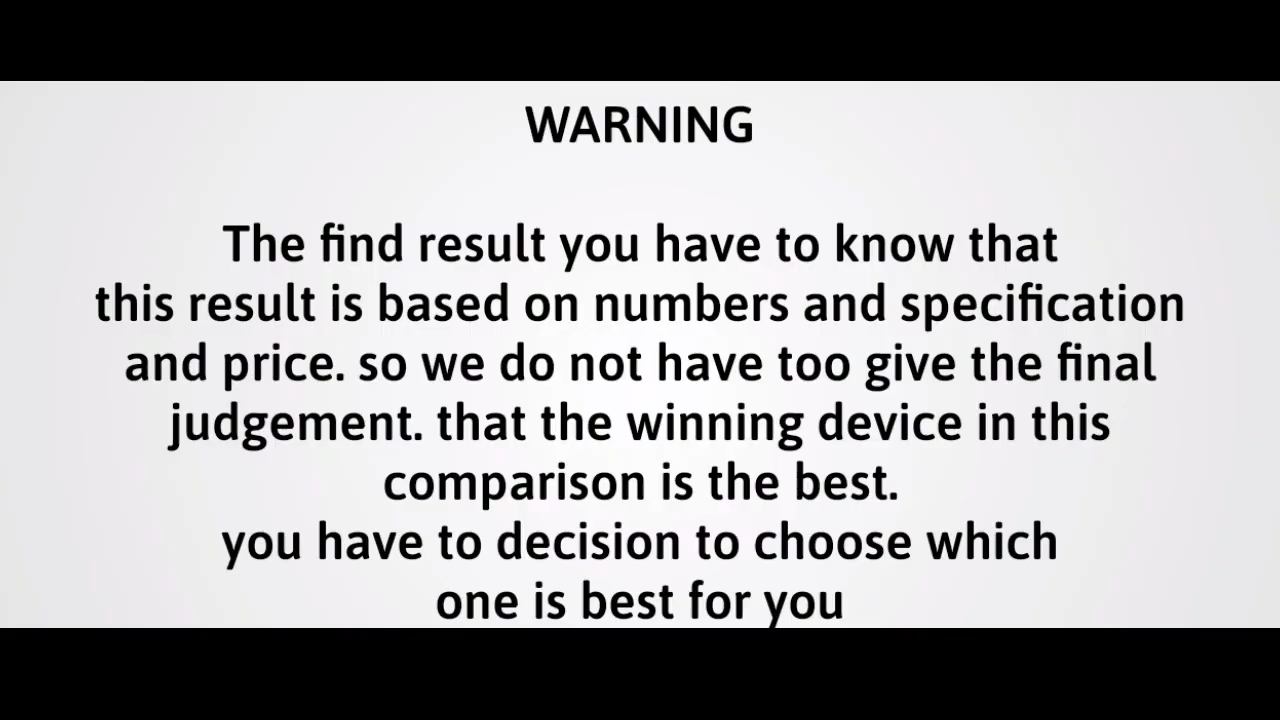 WARNING
The find result you have to know that
this result is based on numbers and specification
and price. so we do not have too give the final
judgement. that the winning device in this
comparison is the best.
you have to decision to choose which
one is best for you